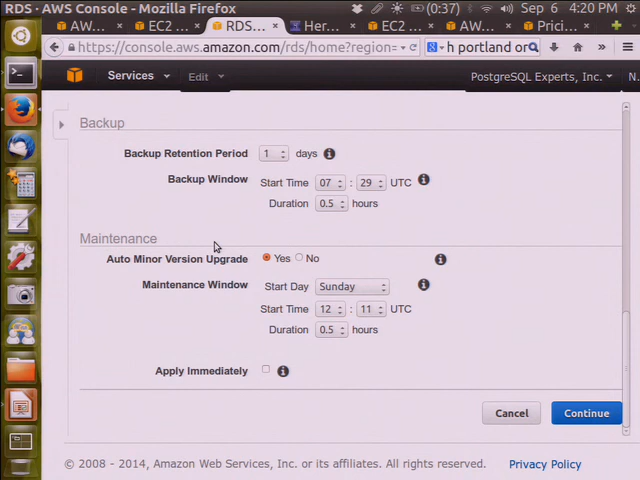 RDS · AWS Console - Mozilla Firefox
(0:37)
Sep 6
4:20 PM
AW...
EC2 ...
RDS...
Her...
EC2 ...
AW...
Pric...
https://console.aws.amazon.com/rds/home?region=
h portland or
Services
Edit
PostgreSQL Experts, Inc.
N.
Backup
Backup Retention Period 1 days
Backup Window Start Time 07 : 29 UTC
Duration 0.5 hours
Maintenance
Auto Minor Version Upgrade Yes No
Maintenance Window Start Day Sunday
Start Time 12 : 11 UTC
Duration 0.5 hours
Apply Immediately
Cancel Continue
© 2008 - 2014, Amazon Web Services, Inc. or its affiliates. All rights reserved. Privacy Policy